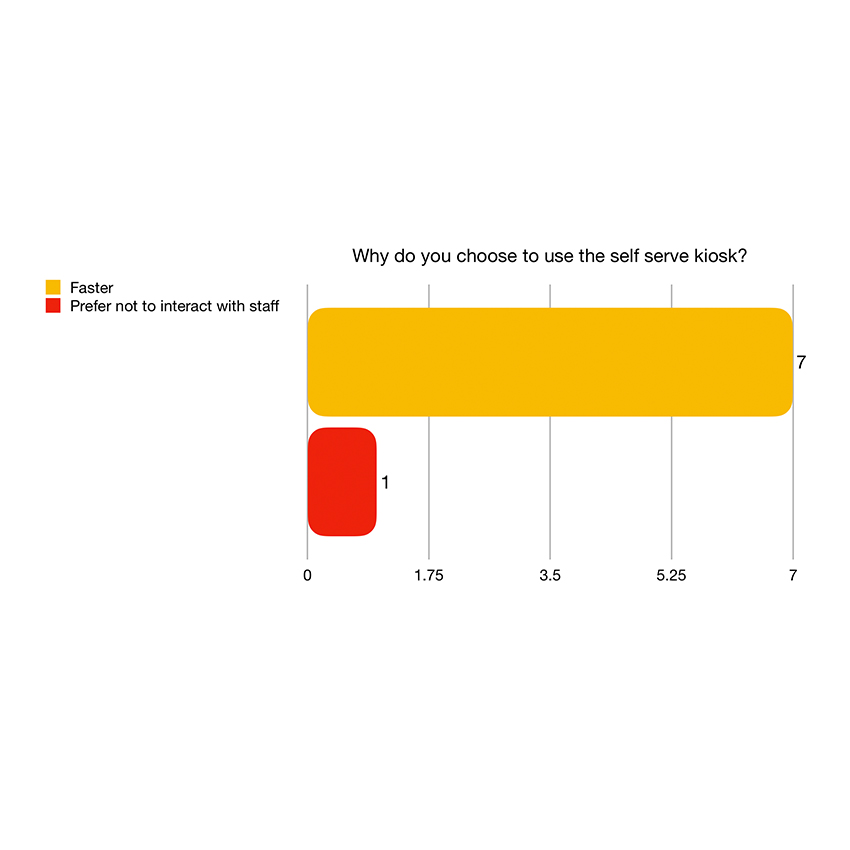 Why do you choose to use the self serve kiosk?
Faster
Prefer not to interact with staff
7
1
0 1.75 3.5 5.25 7